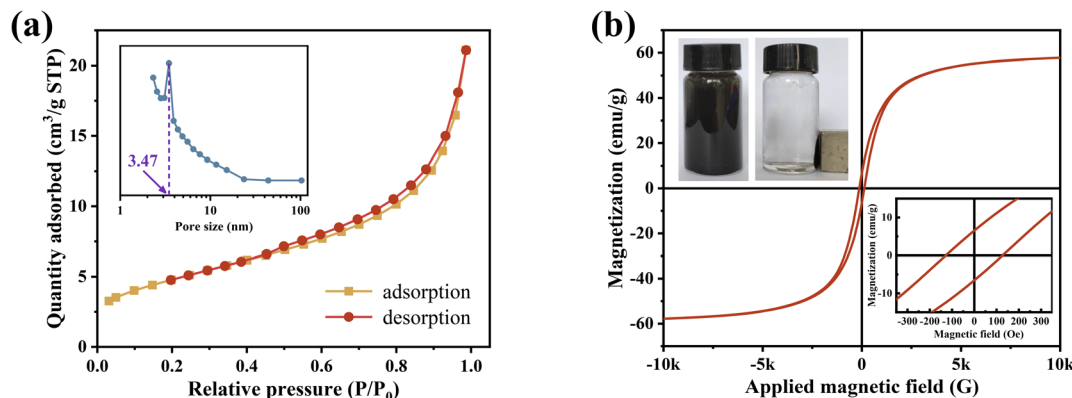 (a)
Quantity adsorbed (cm³/g STP)
25
20
15
10
5
0
0.0 0.2 0.4 0.6 0.8 1.0
Relative pressure (P/P₀)
3.47
1 10 100
Pore size (nm)
adsorption
desorption
(b)
Magnetization (emu/g)
60
40
20
0
-20
-40
-60
-10k -5k 0 5k 10k
Applied magnetic field (G)
Magnetization (emu/g)
10
0
-10
-300 -200 -100 0 100 200 300
Magnetic field (Oe)